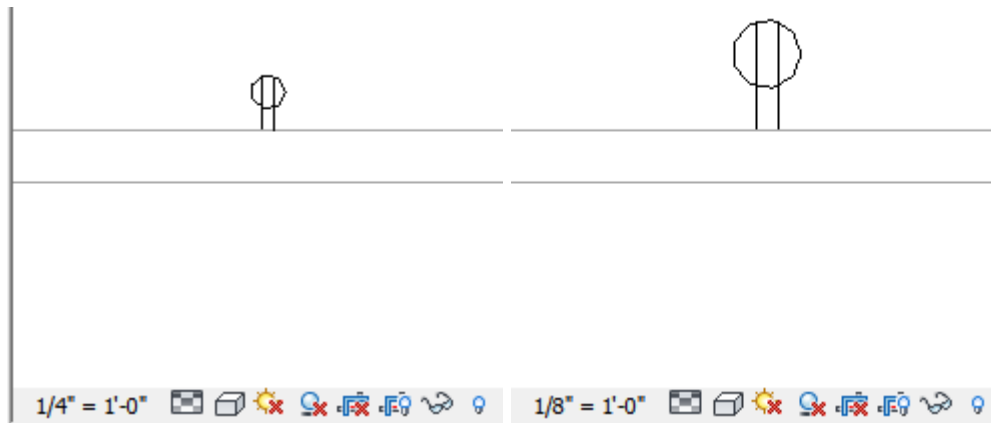 1/4" = 1'-0"
1/8" = 1'-0"